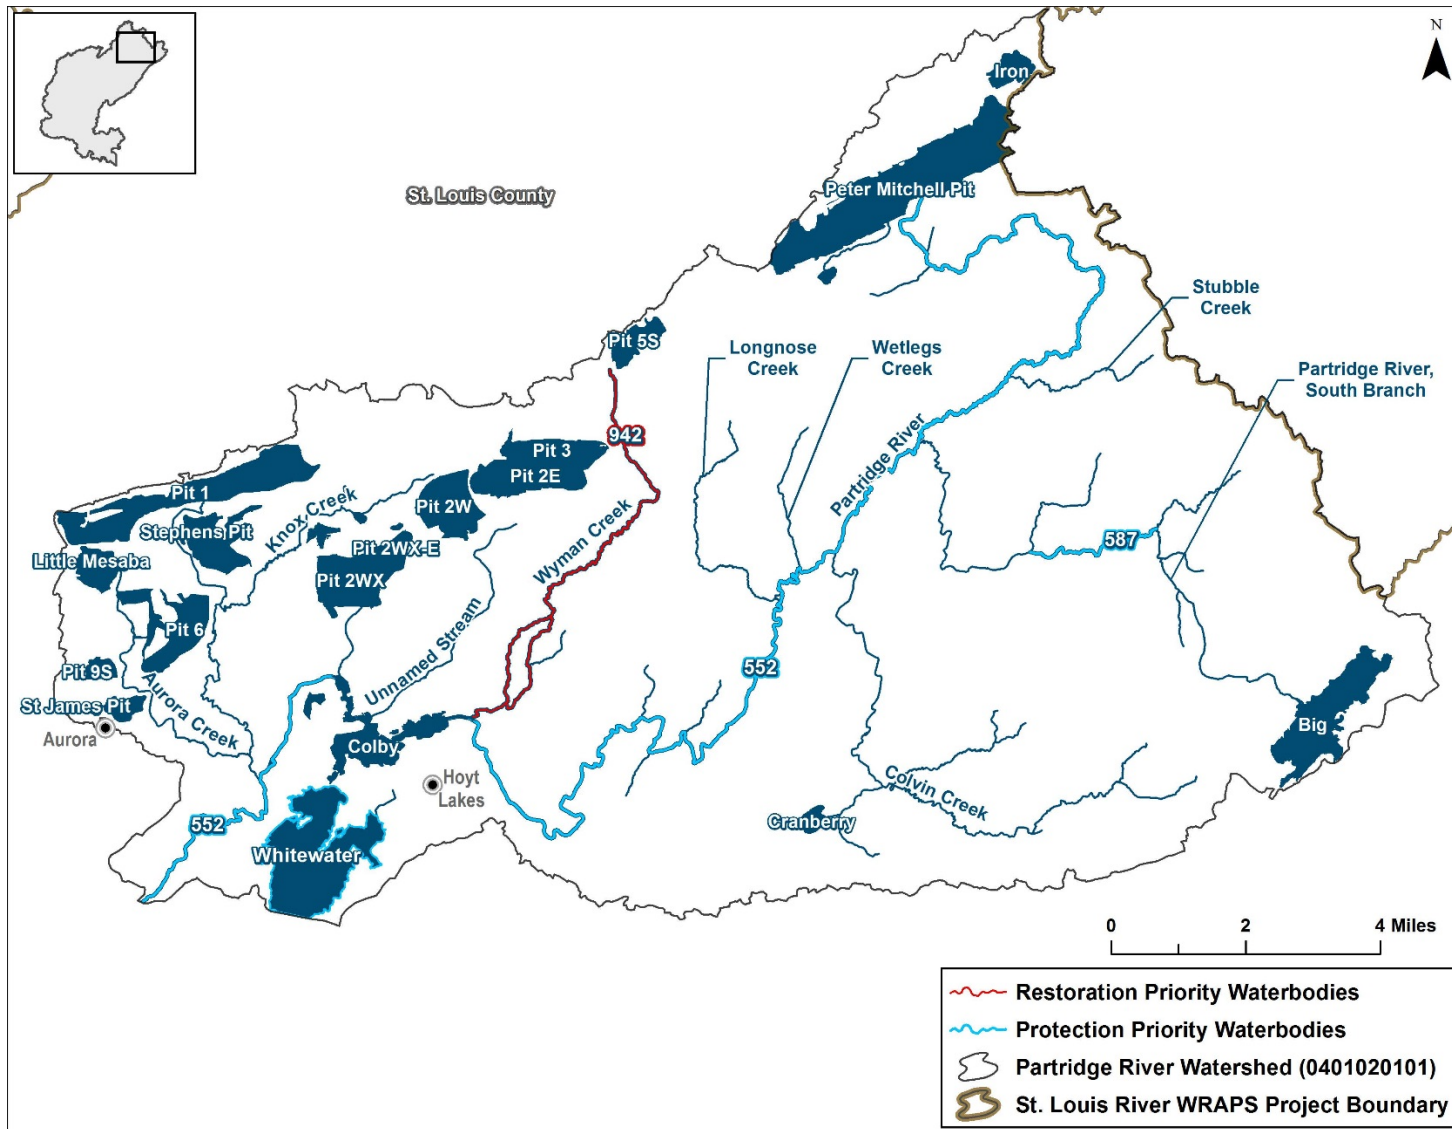 N
Iron
Peter Mitchell Pit
St. Louis County
Stubble
Creek
Pit 5S
Longnose
Creek
Wetlegs
Creek
Partridge River,
South Branch
942
Partridge River
Pit 3
Pit 2E
Pit 1
Pit 2W
Knox Creek
Stephens Pit
Wyman Creek
587
Pit 2WX-E
Little Mesaba
Pit 2WX
Pit 6
Unnamed Stream
552
Pit 9S
Aurora Creek
St James Pit
Aurora
Big
Colby
Hoyt
Lakes
Colvin Creek
552
Cranberry
Whitewater
0 2 4 Miles
Restoration Priority Waterbodies
Protection Priority Waterbodies
Partridge River Watershed (0401020101)
St. Louis River WRAPS Project Boundary